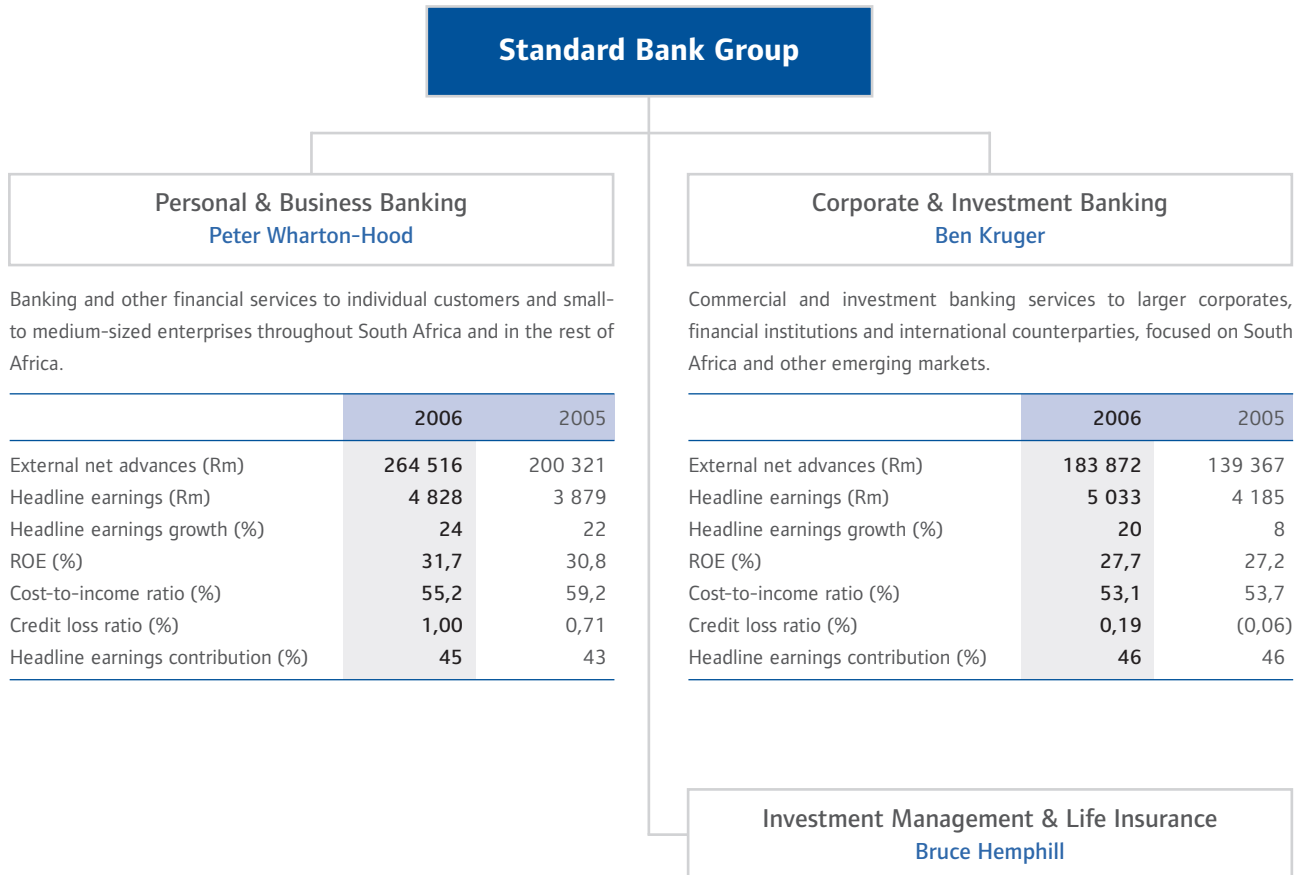 Standard Bank Group
Personal & Business Banking
Peter Wharton-Hood
Banking and other financial services to individual customers and small-
to medium-sized enterprises throughout South Africa and in the rest of
Africa.
2006 2005
External net advances (Rm) 264 516 200 321
Headline earnings (Rm) 4 828 3 879
Headline earnings growth (%) 24 22
ROE (%) 31,7 30,8
Cost-to-income ratio (%) 55,2 59,2
Credit loss ratio (%) 1,00 0,71
Headline earnings contribution (%) 45 43
Corporate & Investment Banking
Ben Kruger
Commercial and investment banking services to larger corporates,
financial institutions and international counterparties, focused on South
Africa and other emerging markets.
2006 2005
External net advances (Rm) 183 872 139 367
Headline earnings (Rm) 5 033 4 185
Headline earnings growth (%) 20 8
ROE (%) 27,7 27,2
Cost-to-income ratio (%) 53,1 53,7
Credit loss ratio (%) 0,19 (0,06)
Headline earnings contribution (%) 46 46
Investment Management & Life Insurance
Bruce Hemphill